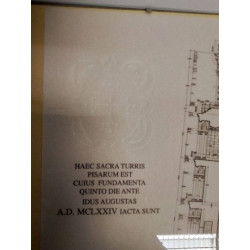 HAEC SACRA TURRIS
PISARUM EST
CUIUS FUNDAMENTA
QUINTO DIE ANTE
IDUS AUGUSTAS
A.D. MCLXXIV IACTA SUNT